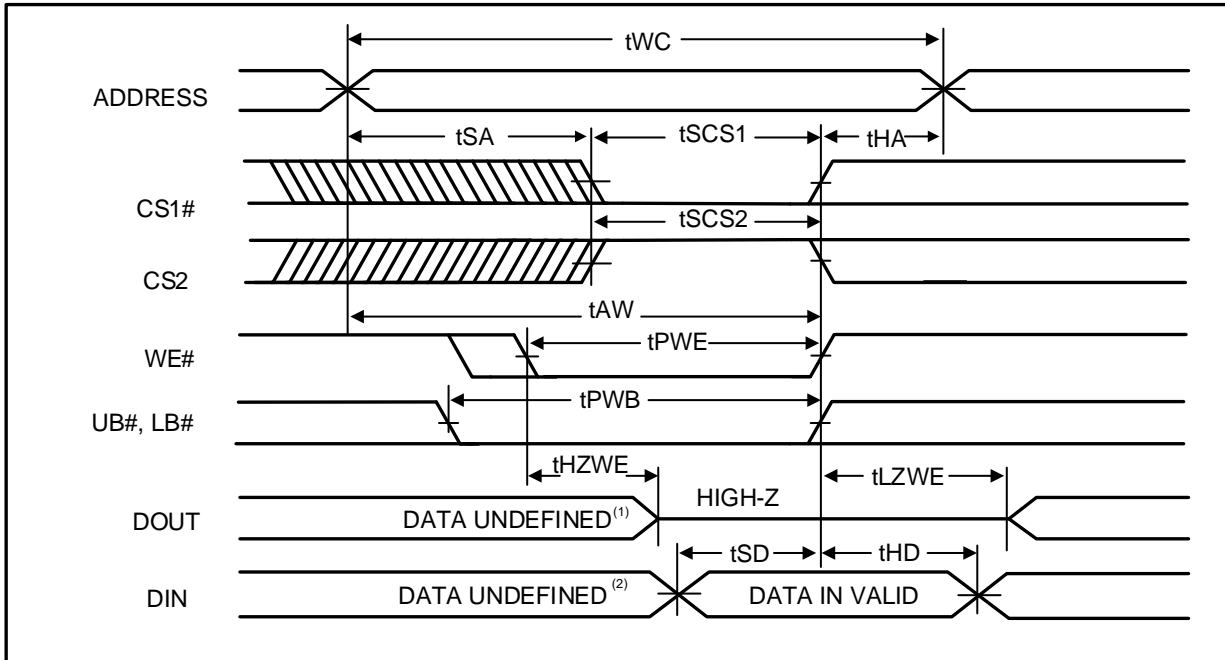 tWC
ADDRESS
tSA
tSCS1
tHA
CS1#
tSCS2
CS2
tAW
WE#
tPWE
tPWB
UB#, LB#
tHZWE
tLZWE
HIGH-Z
DOUT
DATA UNDEFINED(1)
tSD
tHD
DIN
DATA UNDEFINED (2)
DATA IN VALID